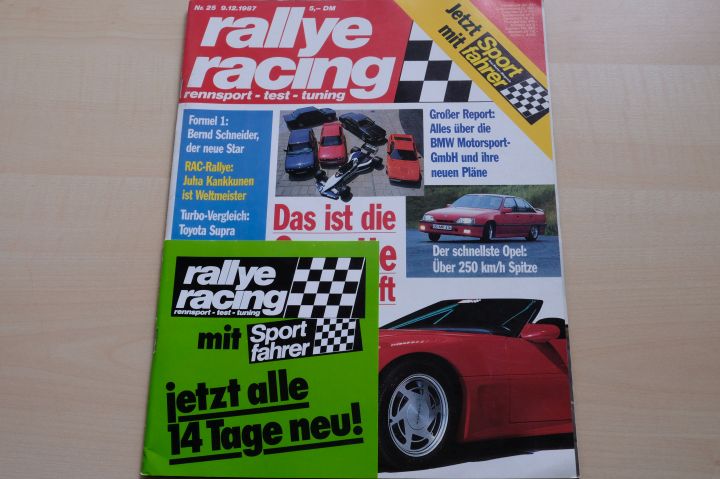 Nr. 25 9.12.1987 5,- DM
rallye
racing
rennsport - test - tuning
Jetzt
mit
Sport
fahrer
Formel 1:
Bernd Schneider,
der neue Star
RAC-Rallye:
Juha Kankkunen
ist Weltmeister
Turbo-Vergleich:
Toyota Supra
Großer Report:
Alles über die
BMW Motorsport-
GmbH und ihre
neuen Pläne
Das ist die
ft
Der schnellste Opel:
Über 250 km/h Spitze
rallye
racing
rennsport - test - tuning
mit Sport
fahrer
jetzt alle
14 Tage neu!